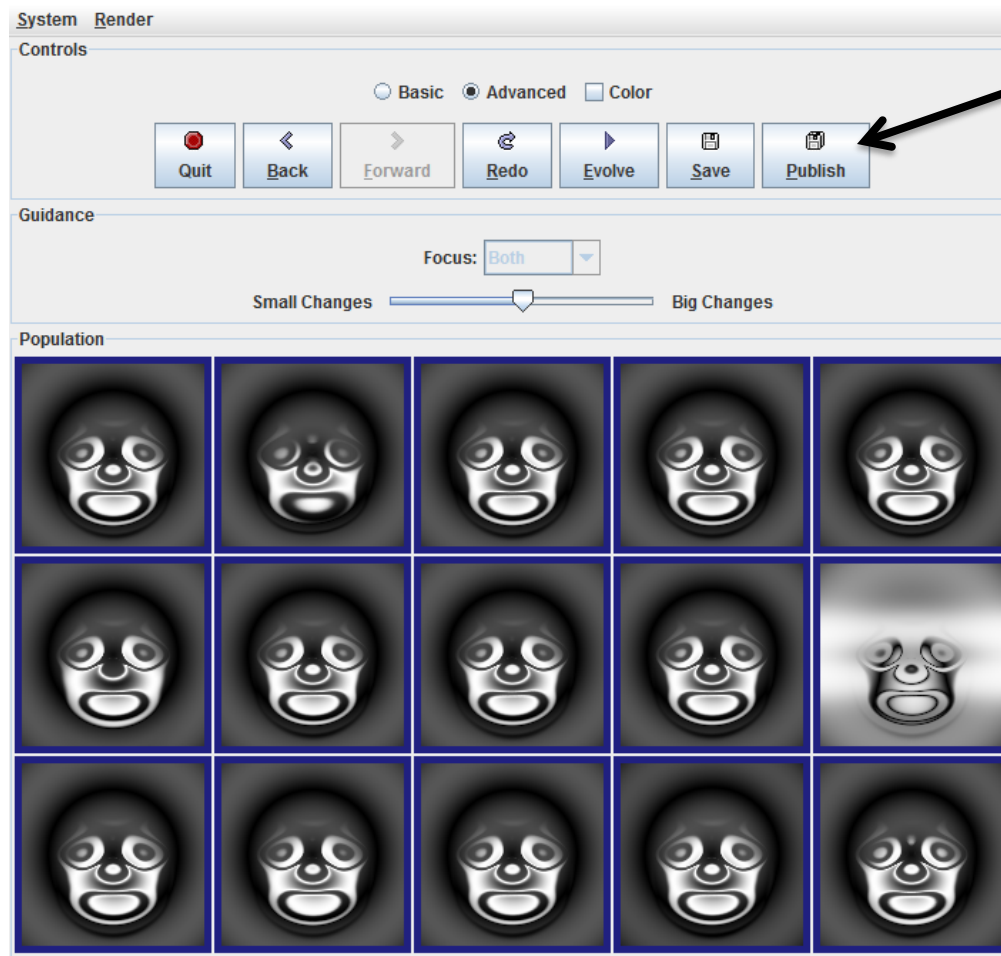 System Render
Controls
Basic Advanced Color
Quit Back Forward Redo Evolve Save Publish
Guidance
Focus: Both
Small Changes Big Changes
Population